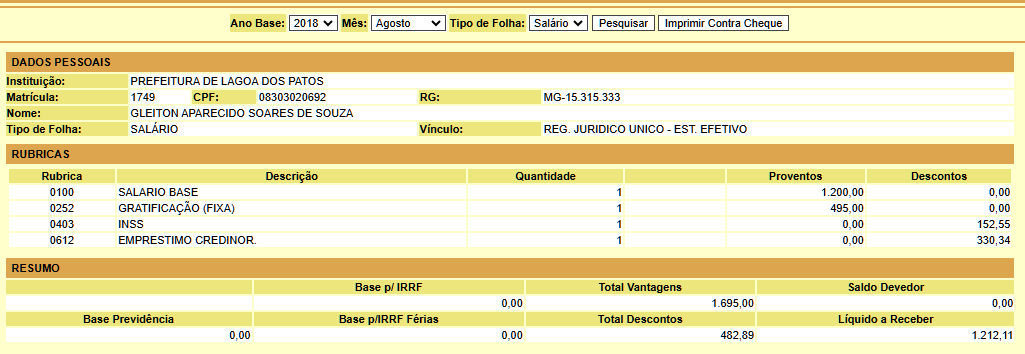 Ano Base: 2018 Mês: Agosto Tipo de Folha: Salário Pesquisar Imprimir Contra Cheque
DADOS PESSOAIS
Instituição: PREFEITURA DE LAGOA DOS PATOS
Matrícula: 1749 CPF: 08303020692 RG: MG-15.315.333
Nome: GLEITON APARECIDO SOARES DE SOUZA
Tipo de Folha: SALÁRIO Vínculo: REG. JURIDICO UNICO - EST. EFETIVO
RUBRICAS
Rubrica Descrição Quantidade Proventos Descontos
0100 SALARIO BASE 1 1.200,00 0,00
0252 GRATIFICAÇÃO (FIXA) 1 495,00 0,00
0403 INSS 1 0,00 152,55
0612 EMPRESTIMO CREDINOR. 1 0,00 330,34
RESUMO
Base p/ IRRF Total Vantagens Saldo Devedor
0,00 1.695,00 0,00
Base Previdência Base p/IRRF Férias Total Descontos Líquido a Receber
0,00 0,00 482,89 1.212,11